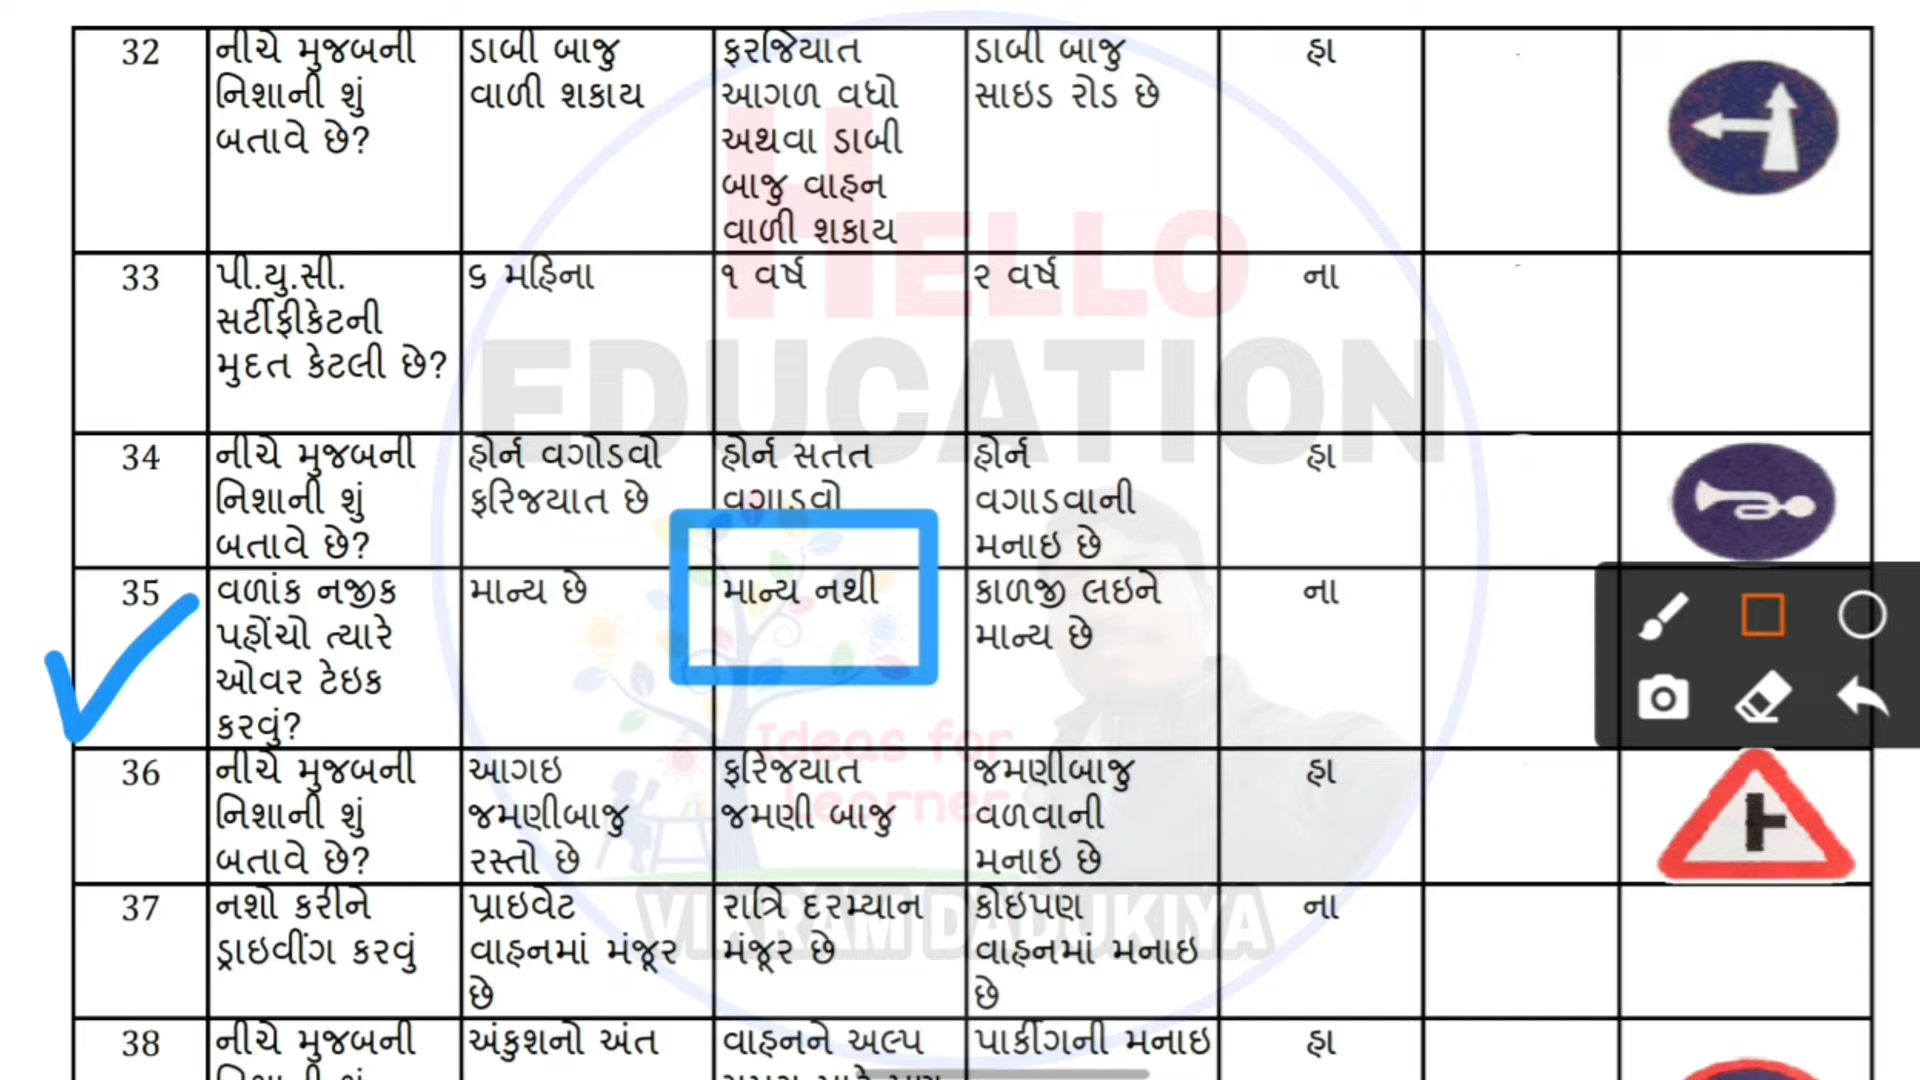 32
નીચે મુજબની
નિશાની શું
બતાવે છે?
ડાબી બાજુ
વાળી શકાય
ફરજિયાત
આગળ વધો
અથવા ડાબી
બાજુ વાહન
વાળી શકાય
ડાબી બાજુ
સાઇડ રોડ છે
હા
33
પી.યુ.સી.
સર્ટીફીકેટની
મુદત કેટલી છે?
૬ મહિના
૧ વર્ષ
૨ વર્ષ
ના
34
નીચે મુજબની
નિશાની શું
બતાવે છે?
હોર્ન વગોડવો
ફરિજયાત છે
હોર્ન સતત
વગાડવો
હોર્ન
વગાડવાની
મનાઇ છે
હા
35
વળાંક નજીક
પહોંચો ત્યારે
ઓવર ટેઇક
કરવું?
માન્ય છે
માન્ય નથી
કાળજી લઇને
માન્ય છે
ના
36
નીચે મુજબની
નિશાની શું
બતાવે છે?
આગઇ
જમણીબાજુ
રસ્તો છે
ફરિજયાત
જમણી બાજુ
જમણીબાજુ
વળવાની
મનાઇ છે
હા
37
નશો કરીને
ડ્રાઇવીંગ કરવું
પ્રાઇવેટ
વાહનમાં મંજૂર
છે
રાત્રિ દરમ્યાન
મંજૂર છે
કોઇપણ
વાહનમાં મનાઇ
છે
ના
38
નીચે મુજબની
અંકુશનો અંત
વાહનને અલ્પ
પાર્કીગની મનાઇ
હા
HELLO
EDUCATION
Ideas for
Learner
VIKRAM DADUKIYA